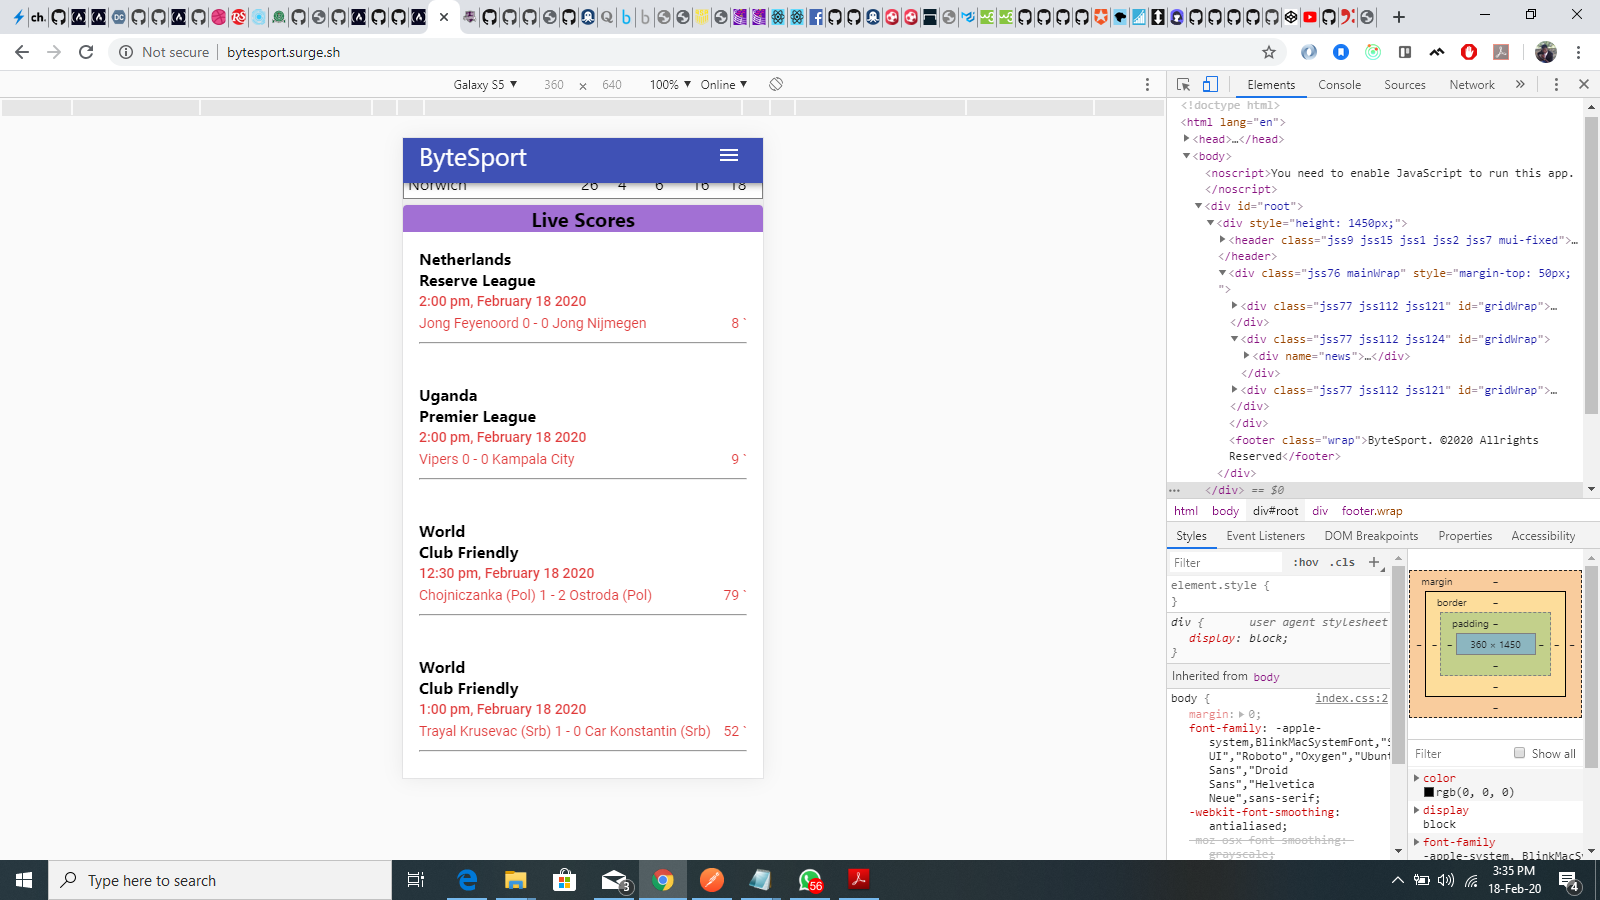 ch.
Not secure
bytesport.surge.sh
Galaxy S5 ▼ 360 × 640 100% ▼ Online ▼
ByteSport
Norwich 26 4 6 16 18
Live Scores
Netherlands
Reserve League
2:00 pm, February 18 2020
Jong Feyenoord 0 - 0 Jong Nijmegen 8 `
Uganda
Premier League
2:00 pm, February 18 2020
Vipers 0 - 0 Kampala City 9 `
World
Club Friendly
12:30 pm, February 18 2020
Chojniczanka (Pol) 1 - 2 Ostroda (Pol) 79 `
World
Club Friendly
1:00 pm, February 18 2020
Trayal Krusevac (Srb) 1 - 0 Car Konstantin (Srb) 52 `
Elements Console Sources Network »
<!doctype html>
<html lang="en">
<head>…</head>
<body>
<noscript>You need to enable JavaScript to run this app.
</noscript>
<div id="root">
<div style="height: 1450px;">
<header class="jss9 jss15 jss1 jss2 jss7 mui-fixed">…
</header>
<div class="jss76 mainWrap" style="margin-top: 50px;
">
<div class="jss77 jss112 jss121" id="gridWrap">…
</div>
<div class="jss77 jss112 jss124" id="gridWrap">
<div name="news">…</div>
</div>
<div class="jss77 jss112 jss121" id="gridWrap">…
</div>
</div>
<footer class="wrap">ByteSport. ©2020 Allrights
Reserved</footer>
</div>
</div> == $0
html body div#root div footer.wrap
Styles Event Listeners DOM Breakpoints Properties Accessibility
Filter :hov .cls +
element.style {
}
div { user agent stylesheet
display: block;
}
Inherited from body
body { index.css:2
margin: 0;
font-family: -apple-
system,BlinkMacSystemFont,"S
UI","Roboto","Oxygen","Ubunt
Sans","Droid
Sans","Helvetica
Neue",sans-serif;
-webkit-font-smoothing:
antialiased;
-moz-osx-font-smoothing:
grayscale;
margin –
border –
padding –
– – – 360 × 1450 – – –
–
–
–
Filter Show all
color
rgb(0, 0, 0)
display
block
font-family
-apple-system, BlinkMacSy
Type here to search
3
56
3:35 PM
18-Feb-20
4